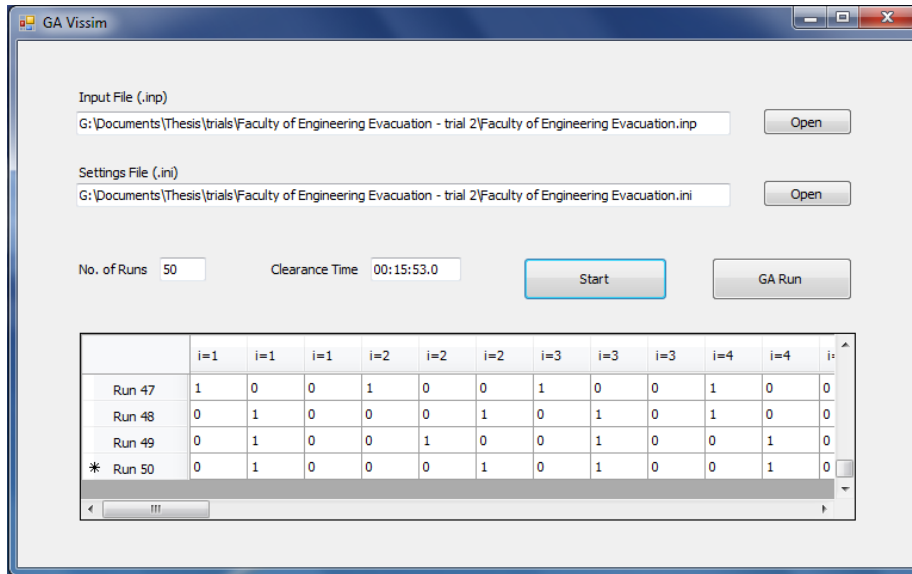 GA Vissim
Input File (.inp)
G:\Documents\Thesis\trials\Faculty of Engineering Evacuation - trial 2\Faculty of Engineering Evacuation.inp Open
Settings File (.ini)
G:\Documents\Thesis\trials\Faculty of Engineering Evacuation - trial 2\Faculty of Engineering Evacuation.ini Open
No. of Runs 50 Clearance Time 00:15:53.0 Start GA Run
i=1 i=1 i=1 i=2 i=2 i=2 i=3 i=3 i=3 i=4 i=4
Run 47 1 0 0 1 0 0 1 0 0 1 0 0
Run 48 0 1 0 0 0 1 0 1 0 1 0 0
Run 49 0 1 0 0 1 0 0 1 0 0 1 0
Run 50 0 1 0 0 0 1 0 1 0 0 1 0